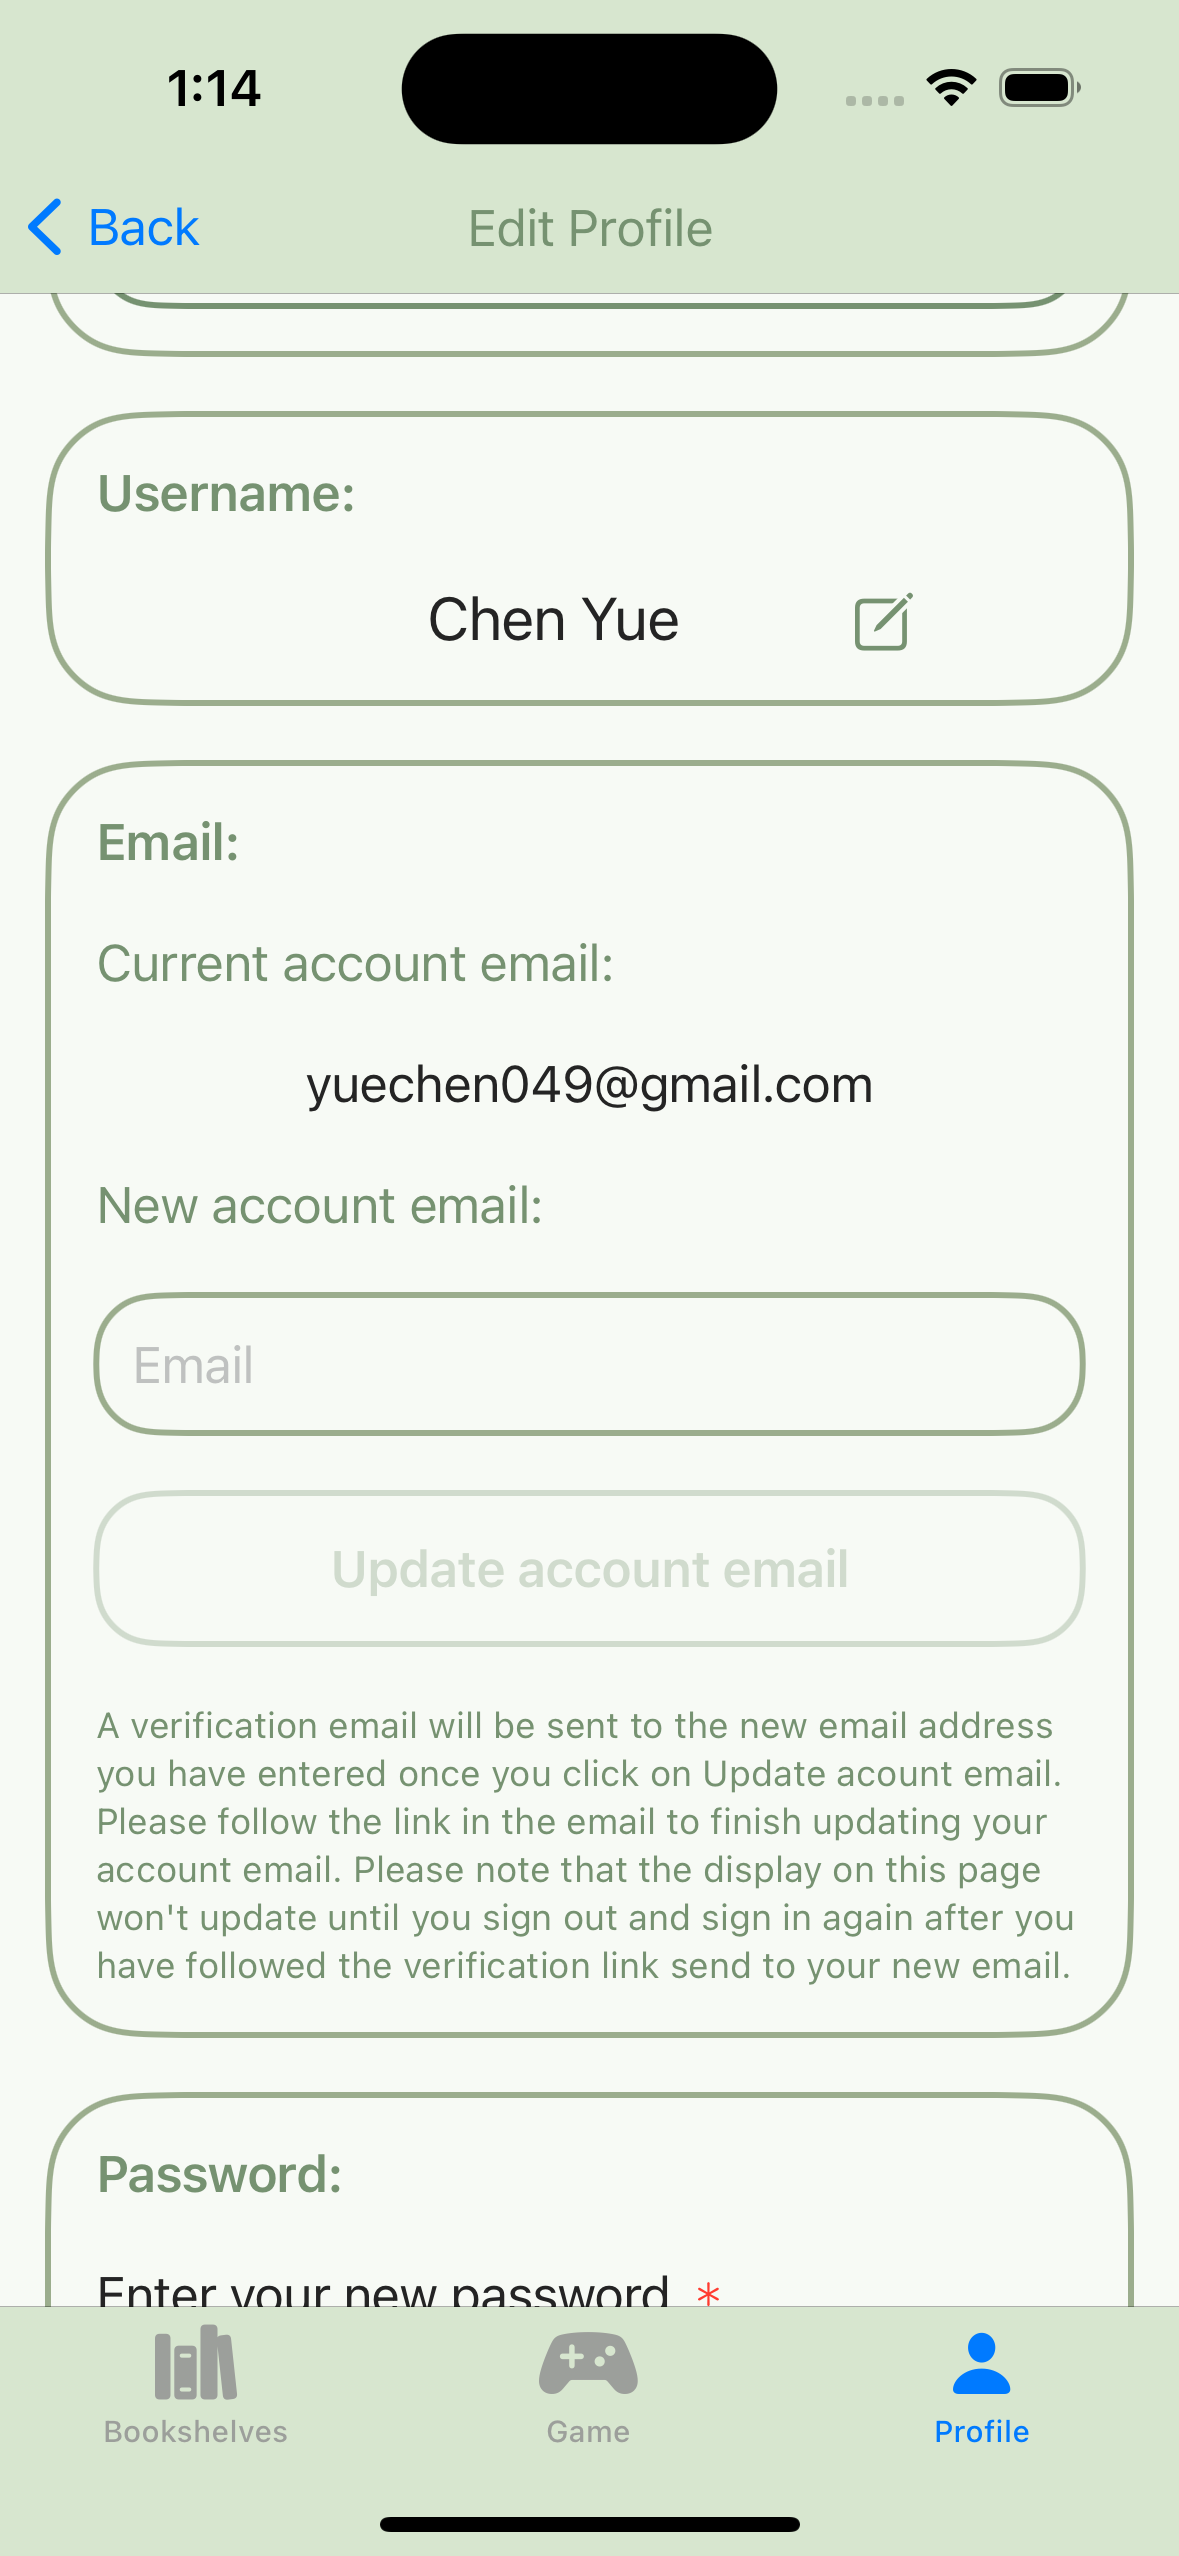 1:14
Back
Edit Profile
Username:
Chen Yue
Email:
Current account email:
yuechen049@gmail.com
New account email:
Email
Update account email
A verification email will be sent to the new email address
you have entered once you click on Update acount email.
Please follow the link in the email to finish updating your
account email. Please note that the display on this page
won't update until you sign out and sign in again after you
have followed the verification link send to your new email.
Password:
Enter your new password *
Bookshelves
Game
Profile